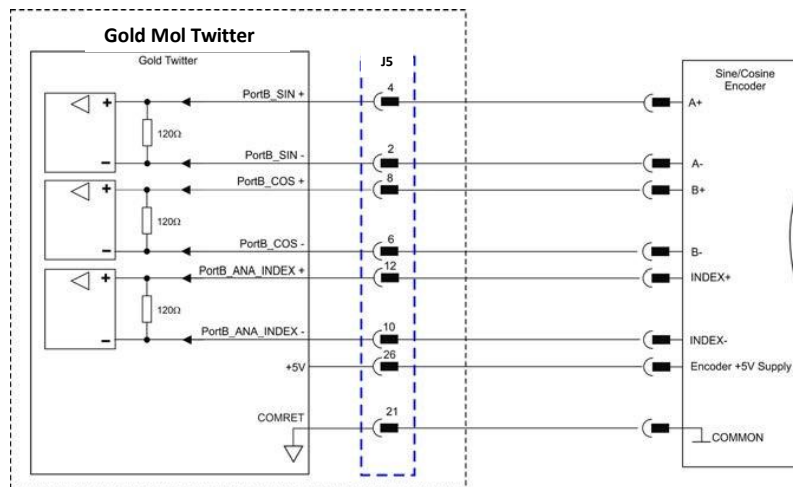 Gold Mol Twitter
Gold Twitter
J5
Sine/Cosine
Encoder
PortB_SIN +
4
A+
+
120Ω
-
PortB_SIN -
2
A-
PortB_COS +
8
B+
+
120Ω
-
PortB_COS -
6
B-
PortB_ANA_INDEX +
12
INDEX+
+
120Ω
-
PortB_ANA_INDEX -
10
INDEX-
+5V
26
Encoder +5V Supply
COMRET
21
COMMON